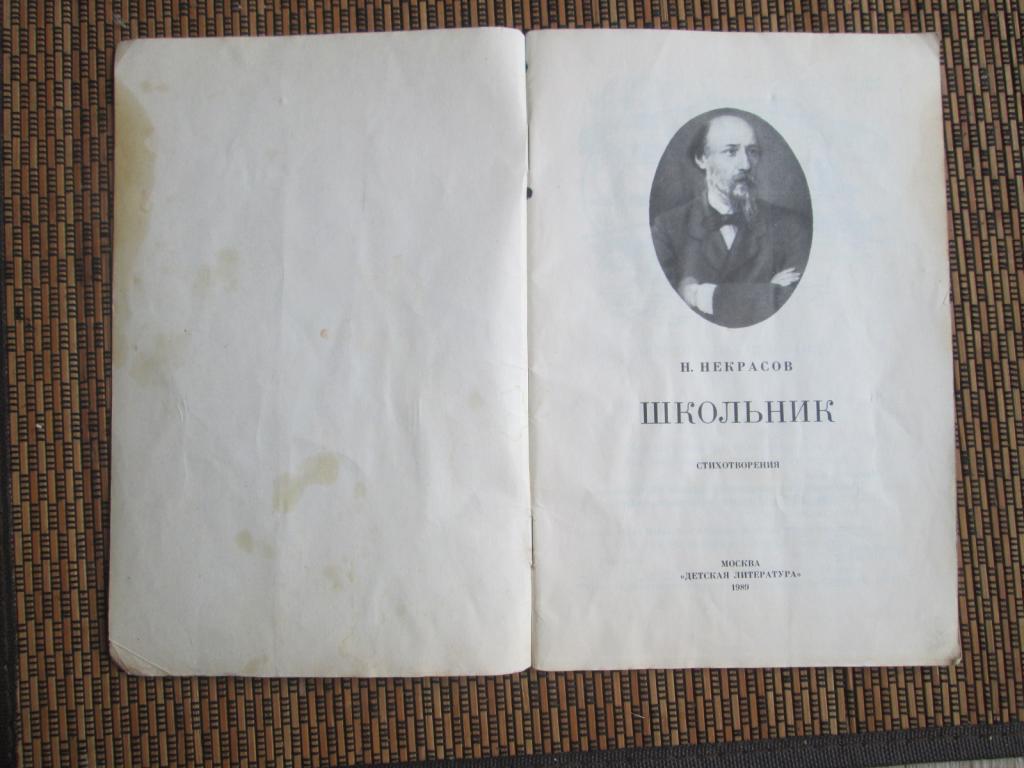 Н. НЕКРАСОВ
ШКОЛЬНИК
СТИХОТВОРЕНИЯ
МОСКВА
«ДЕТСКАЯ ЛИТЕРАТУРА»
1989